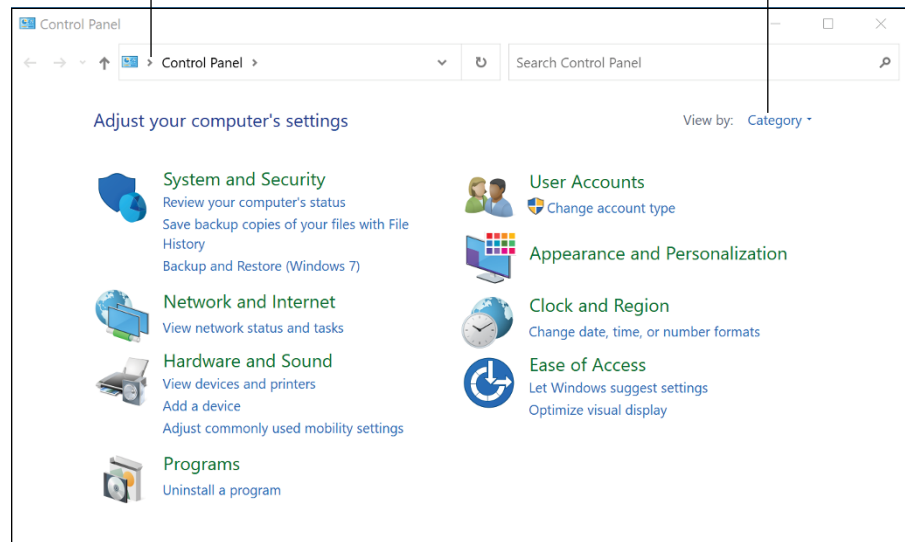 Control Panel
Control Panel
Search Control Panel
Adjust your computer's settings
View by: Category
System and Security
Review your computer's status
Save backup copies of your files with File
History
Backup and Restore (Windows 7)
Network and Internet
View network status and tasks
Hardware and Sound
View devices and printers
Add a device
Adjust commonly used mobility settings
Programs
Uninstall a program
User Accounts
Change account type
Appearance and Personalization
Clock and Region
Change date, time, or number formats
Ease of Access
Let Windows suggest settings
Optimize visual display